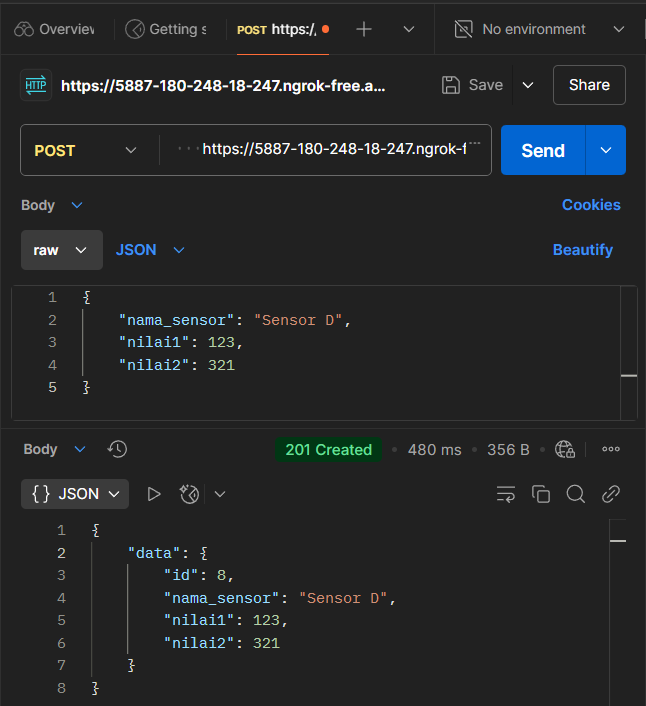 Overview Getting s POST https:/, No environment
HTTP https://5887-180-248-18-247.ngrok-free.a... Save Share
POST ···https://5887-180-248-18-247.ngrok-f··· Send
Body Cookies
raw JSON Beautify
1 {
2 "nama_sensor": "Sensor D",
3 "nilai1": 123,
4 "nilai2": 321
5 }
Body 201 Created • 480 ms • 356 B • •••
{} JSON
1 {
2 "data": {
3 "id": 8,
4 "nama_sensor": "Sensor D",
5 "nilai1": 123,
6 "nilai2": 321
7 }
8 }